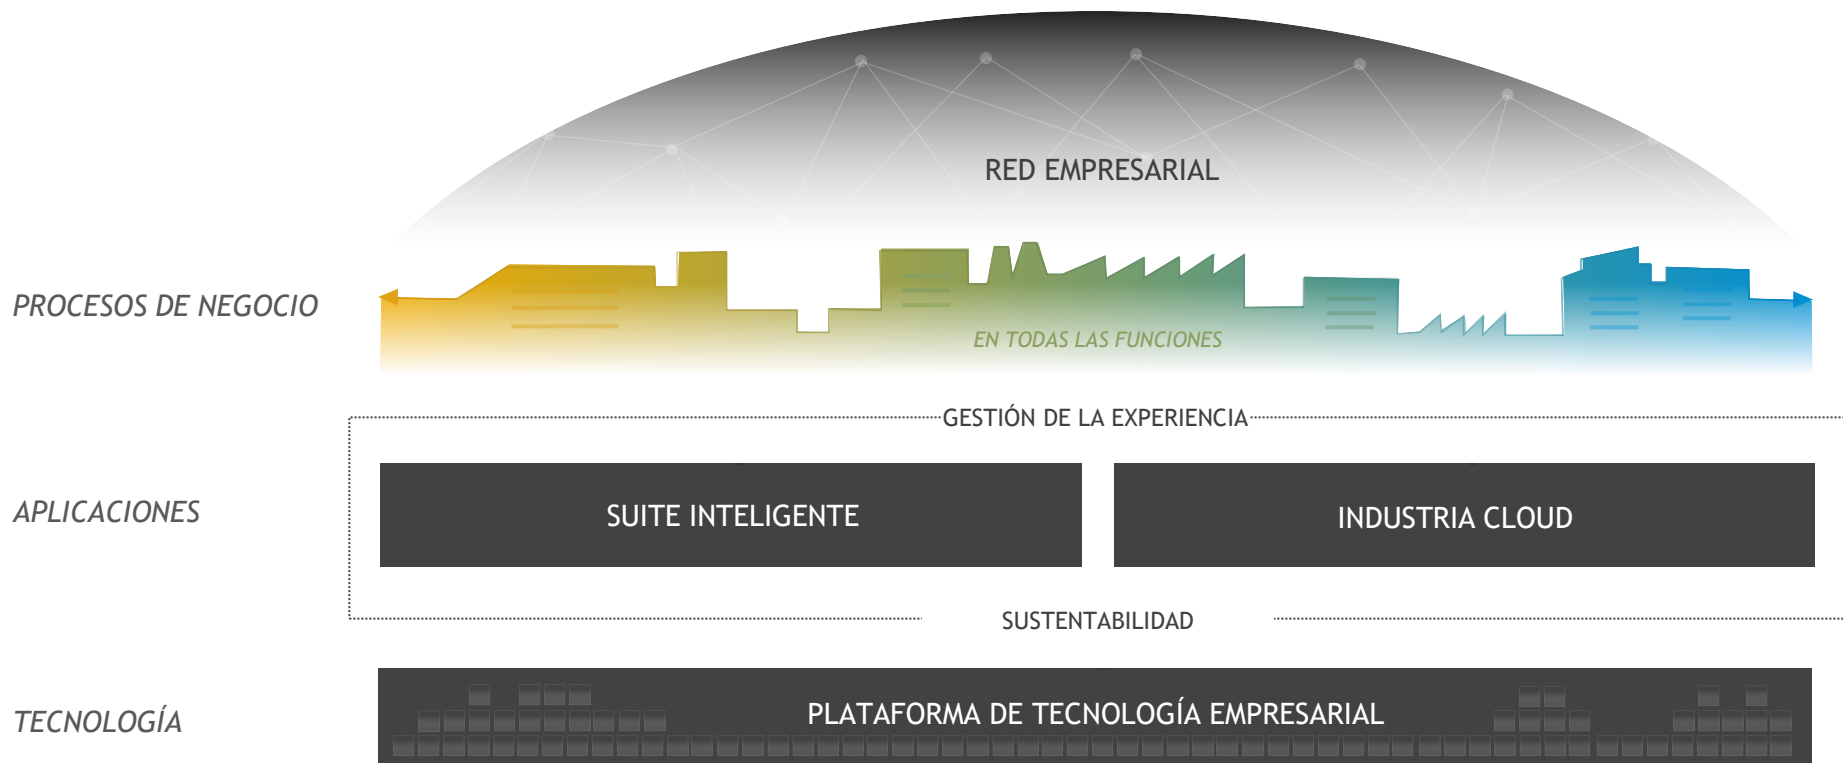 RED EMPRESARIAL
PROCESOS DE NEGOCIO
EN TODAS LAS FUNCIONES
GESTIÓN DE LA EXPERIENCIA
APLICACIONES
SUITE INTELIGENTE
INDUSTRIA CLOUD
SUSTENTABILIDAD
TECNOLOGÍA
PLATAFORMA DE TECNOLOGÍA EMPRESARIAL